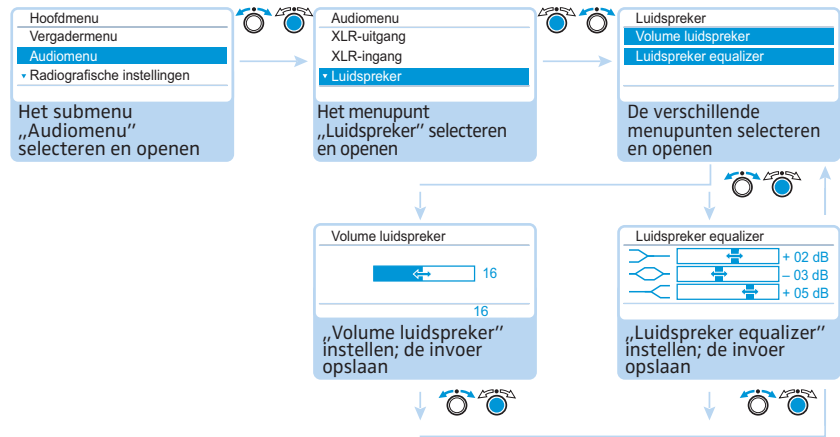 Hoofdmenu
Vergadermenu
Audiomenu
Radiografische instellingen
Het submenu
„Audiomenu”
selecteren en openen
Audiomenu
XLR-uitgang
XLR-ingang
Luidspreker
Het menupunt
„Luidspreker” selecteren
en openen
Luidspreker
Volume luidspreker
Luidspreker equalizer
De verschillende
menupunten selecteren
en openen
Volume luidspreker
16
16
„Volume luidspreker”
instellen; de invoer
opslaan
Luidspreker equalizer
+ 02 dB
– 03 dB
+ 05 dB
„Luidspreker equalizer”
instellen; de invoer
opslaan